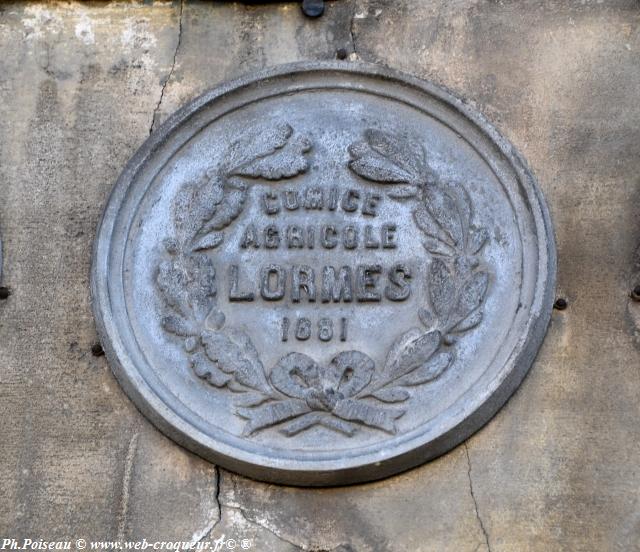 COMICE
AGRICOLE
LORMES
1881
Ph.Poiseau © www-web-croqueur.fr © ®